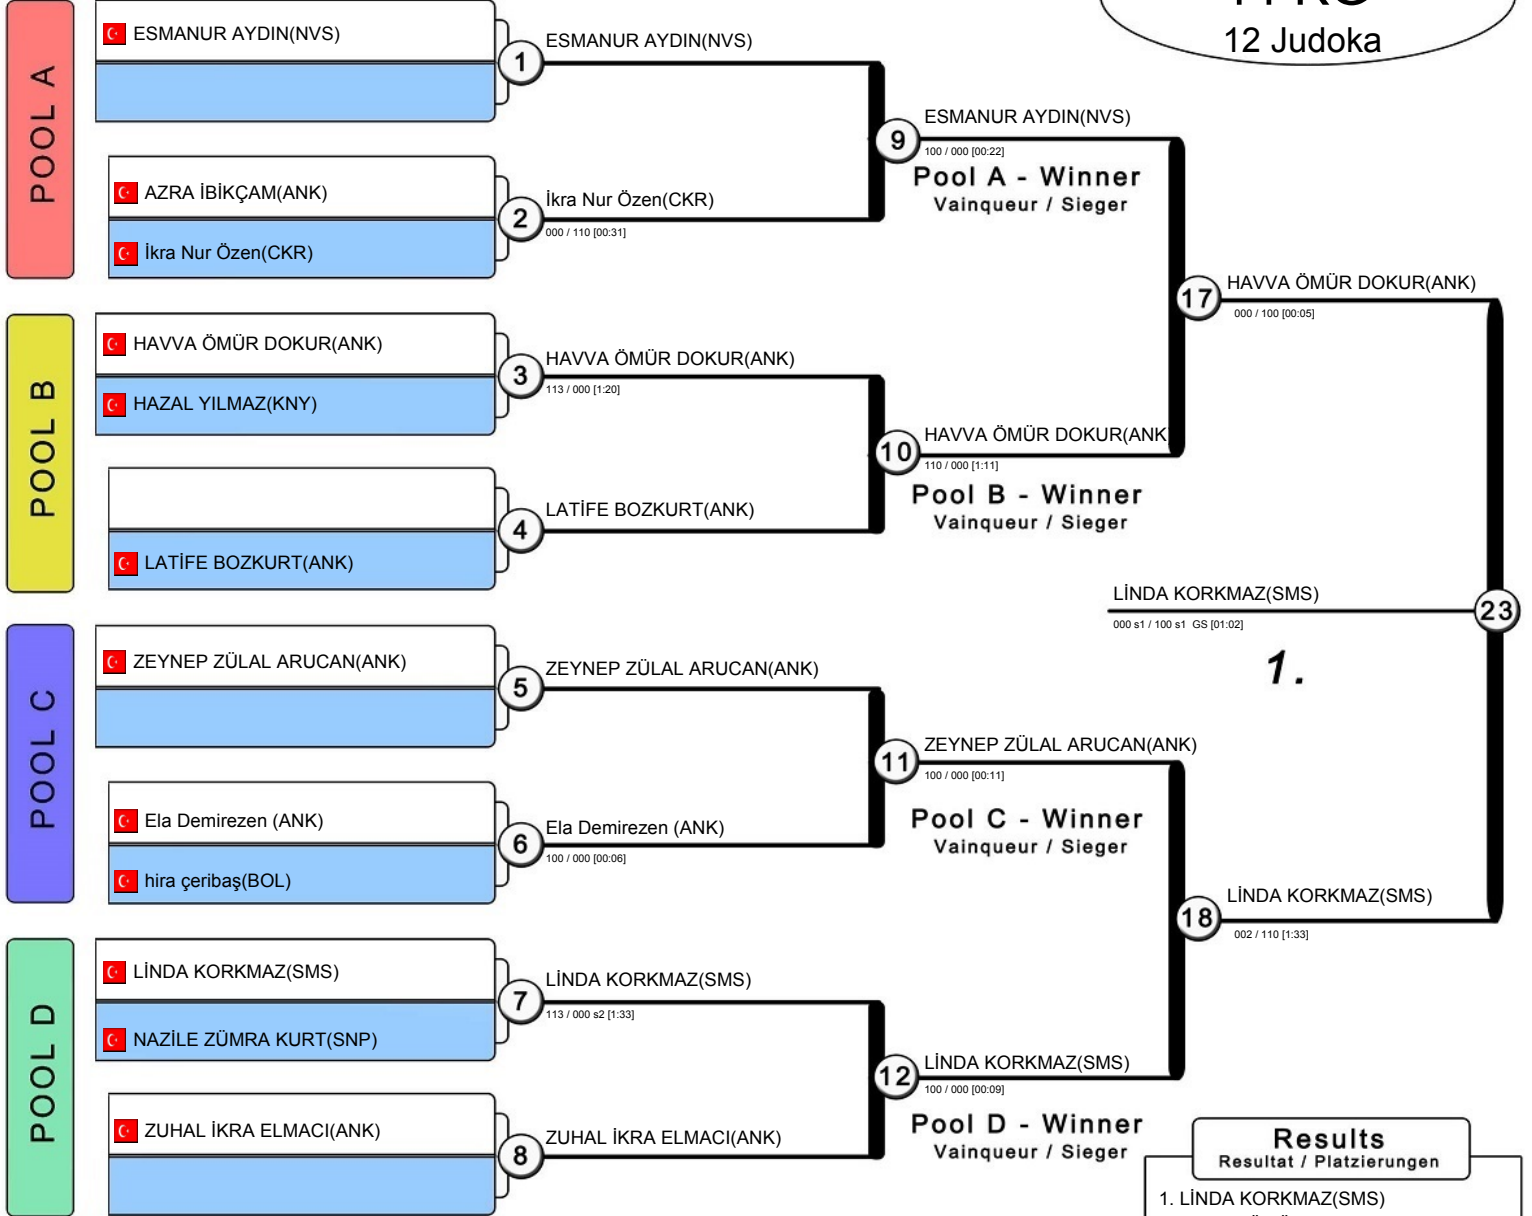 12 Judoka
POOL A
ESMANUR AYDIN(NVS)
1
ESMANUR AYDIN(NVS)
AZRA İBİKÇAM(ANK)
İkra Nur Özen(CKR)
2
İkra Nur Özen(CKR)
000 / 110 [00:31]
9
ESMANUR AYDIN(NVS)
100 / 000 [00:22]
Pool A - Winner
Vainqueur / Sieger
POOL B
HAVVA ÖMÜR DOKUR(ANK)
HAZAL YILMAZ(KNY)
3
HAVVA ÖMÜR DOKUR(ANK)
113 / 000 [1:20]
LATİFE BOZKURT(ANK)
4
LATİFE BOZKURT(ANK)
10
HAVVA ÖMÜR DOKUR(ANK
110 / 000 [1:11]
Pool B - Winner
Vainqueur / Sieger
17
HAVVA ÖMÜR DOKUR(ANK)
000 / 100 [00:05]
LİNDA KORKMAZ(SMS)
000 s1 / 100 s1 GS [01:02]
23
1.
POOL C
ZEYNEP ZÜLAL ARUCAN(ANK)
5
ZEYNEP ZÜLAL ARUCAN(ANK)
Ela Demirezen (ANK)
hira çeribaş(BOL)
6
Ela Demirezen (ANK)
100 / 000 [00:06]
11
ZEYNEP ZÜLAL ARUCAN(ANK)
100 / 000 [00:11]
Pool C - Winner
Vainqueur / Sieger
18
LİNDA KORKMAZ(SMS)
002 / 110 [1:33]
POOL D
LİNDA KORKMAZ(SMS)
NAZİLE ZÜMRA KURT(SNP)
7
LİNDA KORKMAZ(SMS)
113 / 000 s2 [1:33]
ZUHAL İKRA ELMACI(ANK)
8
ZUHAL İKRA ELMACI(ANK)
12
LİNDA KORKMAZ(SMS)
100 / 000 [00:09]
Pool D - Winner
Vainqueur / Sieger
Results
Resultat / Platzierungen
1. LİNDA KORKMAZ(SMS)